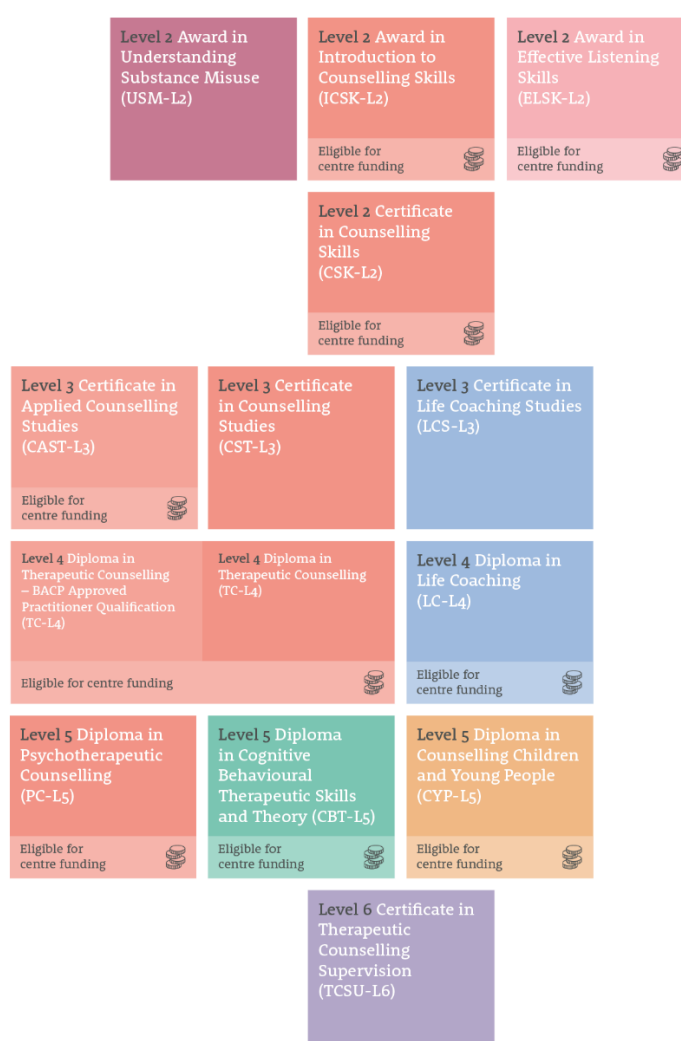 Level 2 Award in
Understanding
Substance Misuse
(USM-L2)
Level 2 Award in
Introduction to
Counselling Skills
(ICSK-L2)
Eligible for
centre funding
Level 2 Award in
Effective Listening
Skills
(ELSK-L2)
Eligible for
centre funding
Level 2 Certificate
in Counselling
Skills
(CSK-L2)
Eligible for
centre funding
Level 3 Certificate in
Applied Counselling
Studies
(CAST-L3)
Eligible for
centre funding
Level 3 Certificate
in Counselling
Studies
(CST-L3)
Level 3 Certificate in
Life Coaching Studies
(LCS-L3)
Level 4 Diploma in
Therapeutic Counselling
– BACP Approved
Practitioner Qualification
(TC-L4)
Level 4 Diploma in
Therapeutic Counselling
(TC-L4)
Eligible for centre funding
Level 4 Diploma in
Life Coaching
(LC-L4)
Eligible for
centre funding
Level 5 Diploma in
Psychotherapeutic
Counselling
(PC-L5)
Eligible for
centre funding
Level 5 Diploma
in Cognitive
Behavioural
Therapeutic Skills
and Theory (CBT-L5)
Eligible for
centre funding
Level 5 Diploma in
Counselling Children
and Young People
(CYP-L5)
Eligible for
centre funding
Level 6 Certificate in
Therapeutic
Counselling
Supervision
(TCSU-L6)